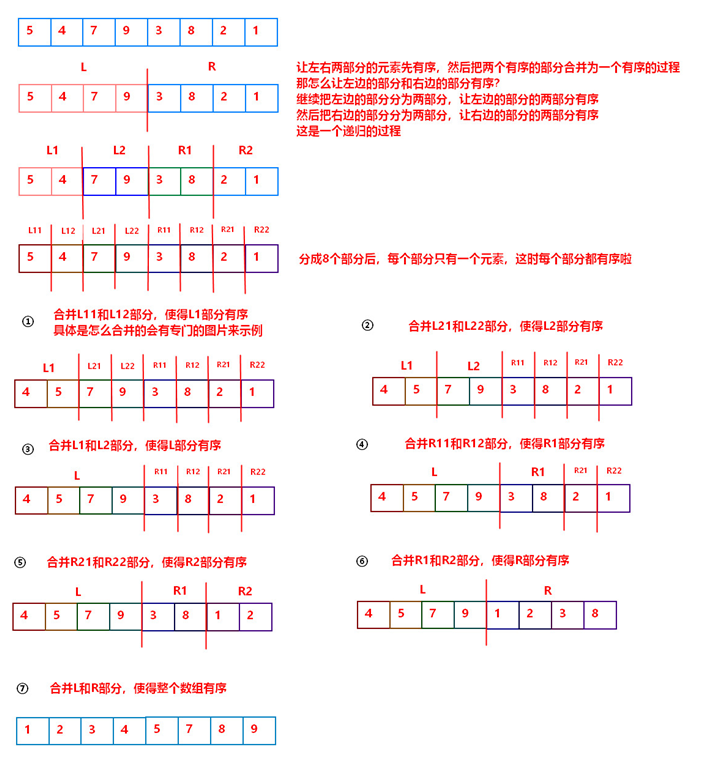 5 4 7 9 3 8 2 1
L R
5 4 7 9 3 8 2 1
让左右两部分的元素先有序，然后把两个有序的部分合并为一个有序的过程
那怎么让左边的部分和右边的部分有序？
继续把左边的部分分为两部分，让左边的部分的两部分有序
然后把右边的部分分为两部分，让右边的部分的两部分有序
这是一个递归的过程
L1 L2 R1 R2
5 4 7 9 3 8 2 1
L11 L12 L21 L22 R11 R12 R21 R22
5 4 7 9 3 8 2 1
分成8个部分后，每个部分只有一个元素，这时每个部分都有序啦
① 合并L11和L12部分，使得L1部分有序
具体是怎么合并的会有专门的图片来示例
L1 L21 L22 R11 R12 R21 R22
4 5 7 9 3 8 2 1
② 合并L21和L22部分，使得L2部分有序
L1 L2 R11 R12 R21 R22
4 5 7 9 3 8 2 1
③ 合并L1和L2部分，使得L部分有序
L R11 R12 R21 R22
4 5 7 9 3 8 2 1
④ 合并R11和R12部分，使得R1部分有序
L R1 R21 R22
4 5 7 9 3 8 2 1
⑤ 合并R21和R22部分，使得R2部分有序
L R1 R2
4 5 7 9 3 8 1 2
⑥ 合并R1和R2部分，使得R部分有序
L R
4 5 7 9 1 2 3 8
⑦ 合并L和R部分，使得整个数组有序
1 2 3 4 5 7 8 9